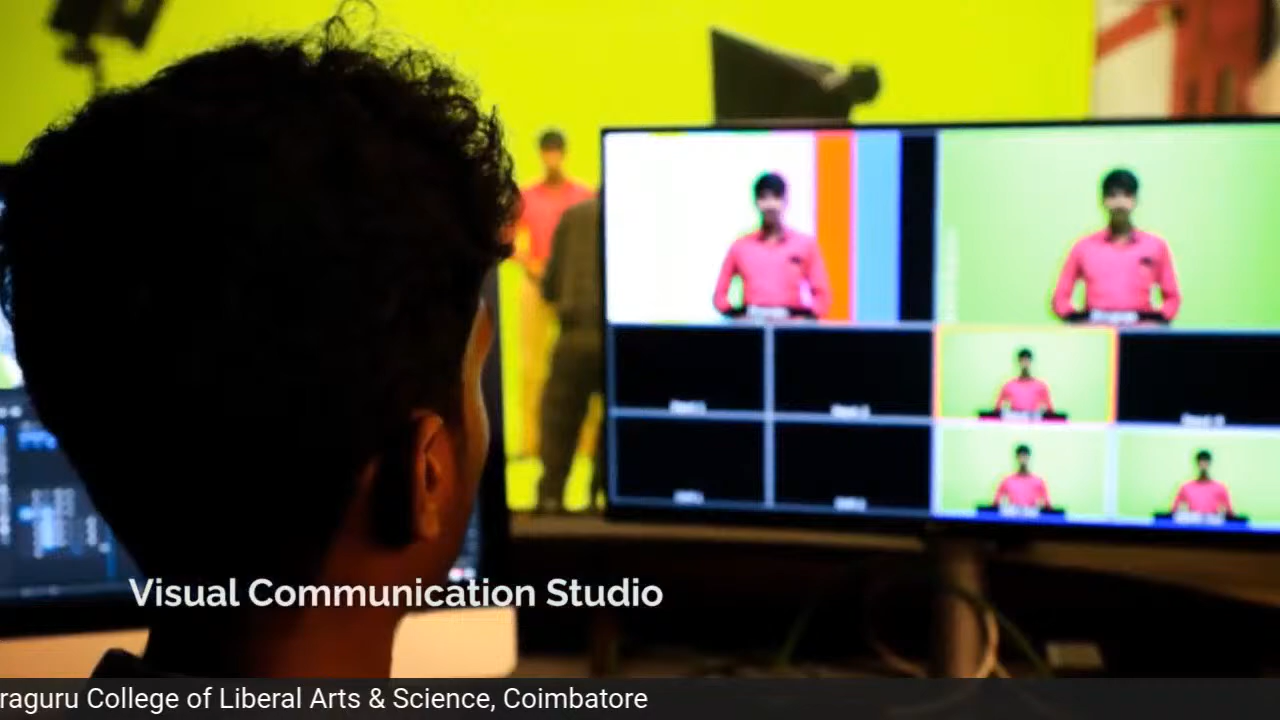 Visual Communication Studio
raguru College of Liberal Arts & Science, Coimbatore